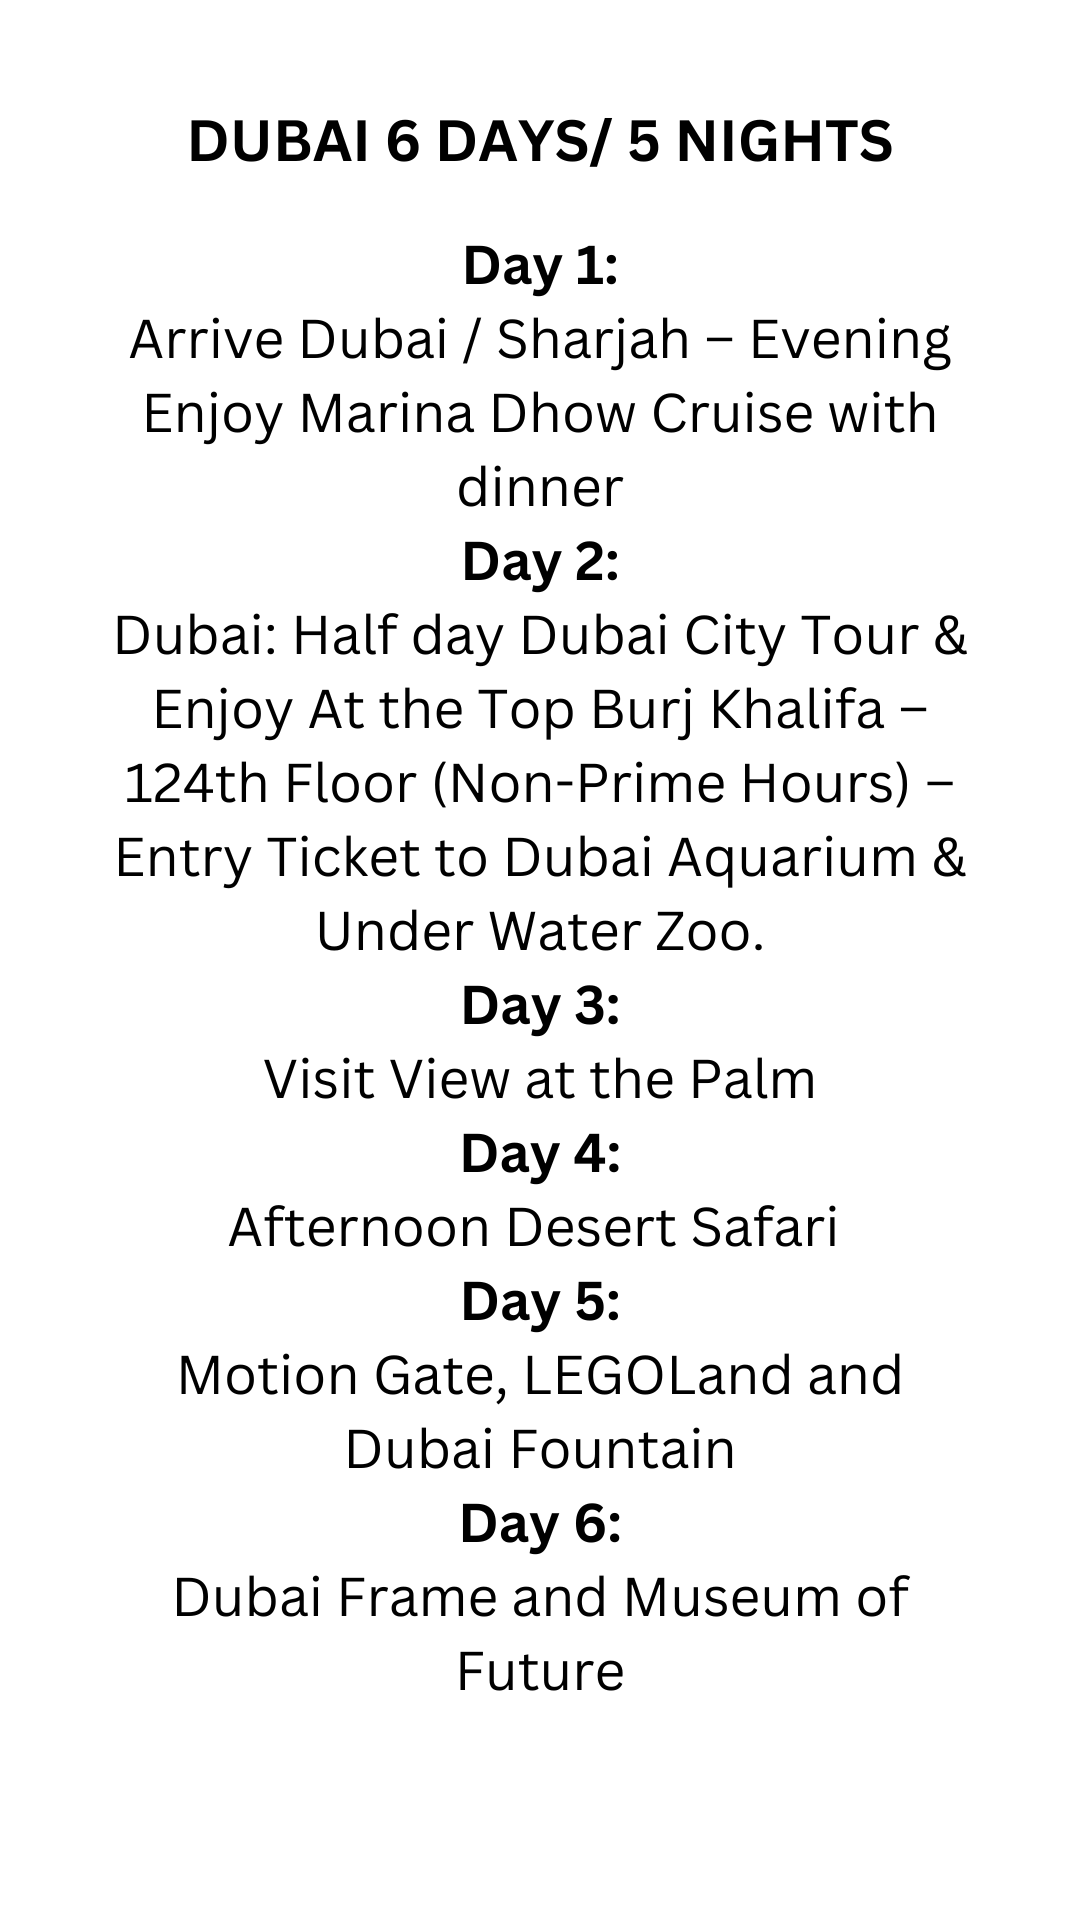 DUBAI 6 DAYS/ 5 NIGHTS
Day 1:
Arrive Dubai / Sharjah – Evening
Enjoy Marina Dhow Cruise with
dinner
Day 2:
Dubai: Half day Dubai City Tour &
Enjoy At the Top Burj Khalifa –
124th Floor (Non-Prime Hours) –
Entry Ticket to Dubai Aquarium &
Under Water Zoo.
Day 3:
Visit View at the Palm
Day 4:
Afternoon Desert Safari
Day 5:
Motion Gate, LEGOLand and
Dubai Fountain
Day 6:
Dubai Frame and Museum of
Future